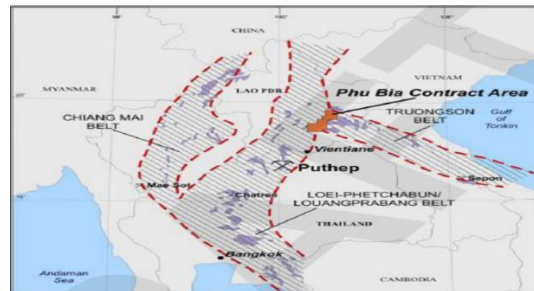 CHINA
MYANMAR
LAO PDR
VIETNAM
Phu Bia Contract Area
TRUONGSON
BELT
Gulf
of
Tonkin
CHIANG MAI
BELT
Vientiane
Puthep
Mae Sot
Chatree
Sepon
LOEI-PHETCHABUN/
LOUANGPRABANG BELT
THAILAND
Bangkok
Andaman
Sea
CAMBODIA